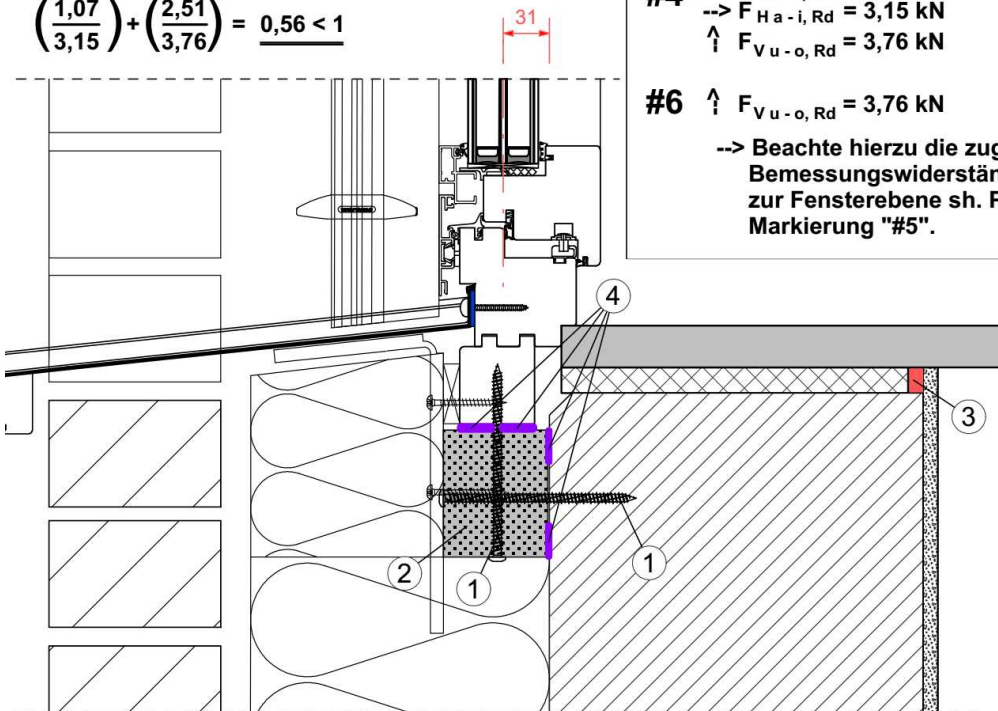 (1,07/3,15) + (2,51/3,76) = 0,56 < 1
31
#4
--> F H a - i, Rd = 3,15 kN
↑ F V u - o, Rd = 3,76 kN
#6 ↑ F V u - o, Rd = 3,76 kN
--> Beachte hierzu die zug
Bemessungswiderstän
zur Fensterebene sh. F
Markierung "#5".
4
3
2
1
1